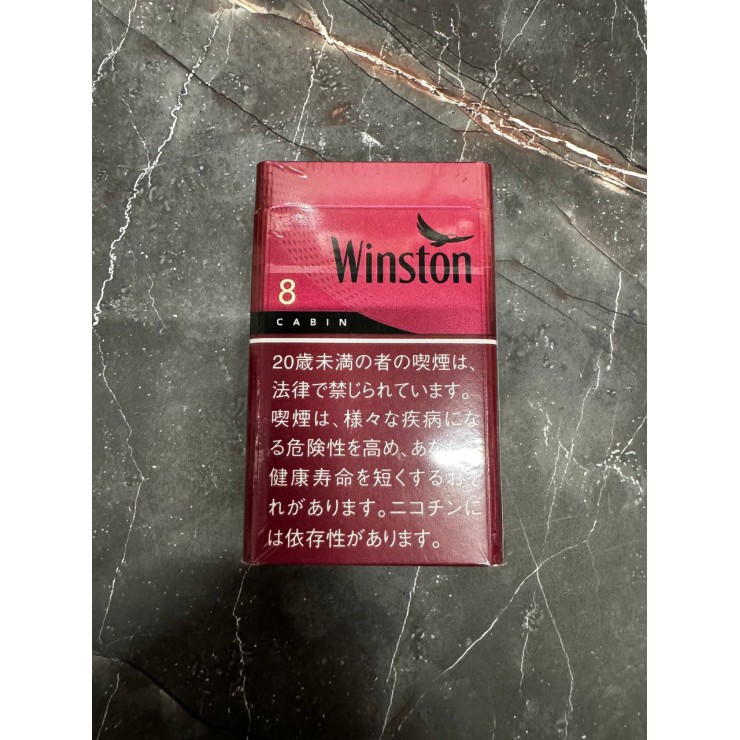 Winston
8
CABIN
20歳未満の者の喫煙は、
法律で禁じられています。
喫煙は、様々な疾病にな
る危険性を高め、あなたの
健康寿命を短くするおそ
れがあります。ニコチンに
は依存性があります。